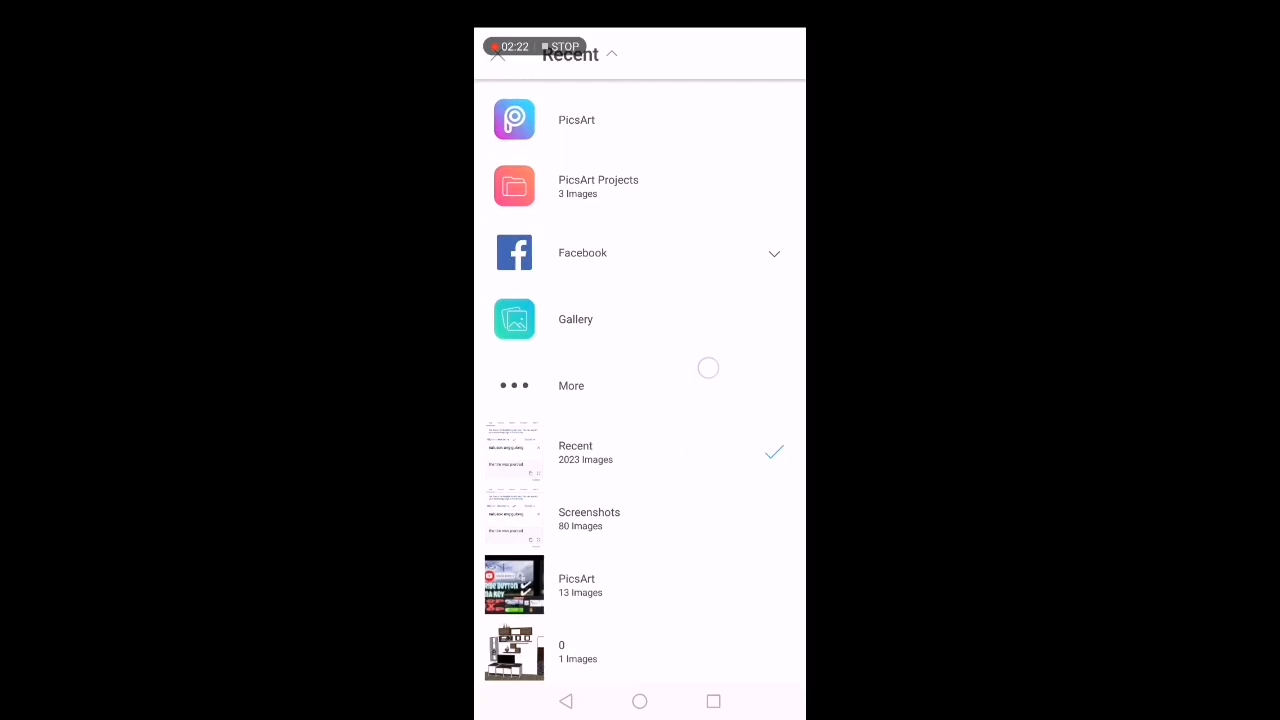 02:22 STOP
Recent
PicsArt
PicsArt Projects
3 Images
Facebook
Gallery
More
Recent
2023 Images
Screenshots
80 Images
PicsArt
13 Images
0
1 Images